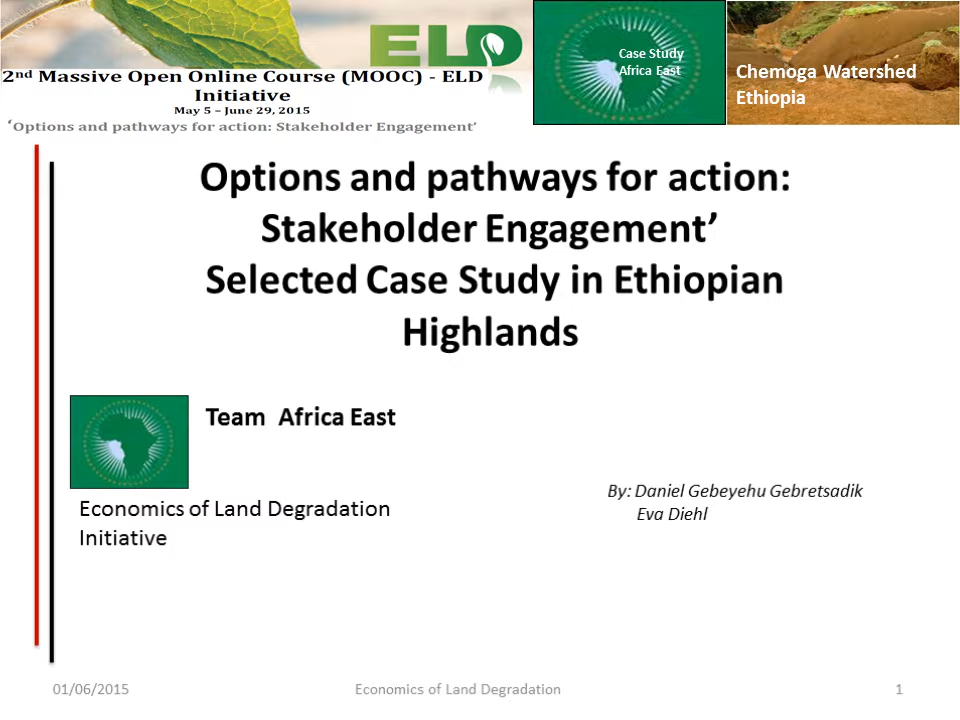 ELD
2nd Massive Open Online Course (MOOC) - ELD
Initiative
May 5 – June 29, 2015
‘Options and pathways for action: Stakeholder Engagement’
Case Study
Africa East
Chemoga Watershed
Ethiopia
Options and pathways for action:
Stakeholder Engagement’
Selected Case Study in Ethiopian
Highlands
Team Africa East
Economics of Land Degradation
Initiative
By: Daniel Gebeyehu Gebretsadik
Eva Diehl
01/06/2015
Economics of Land Degradation
1